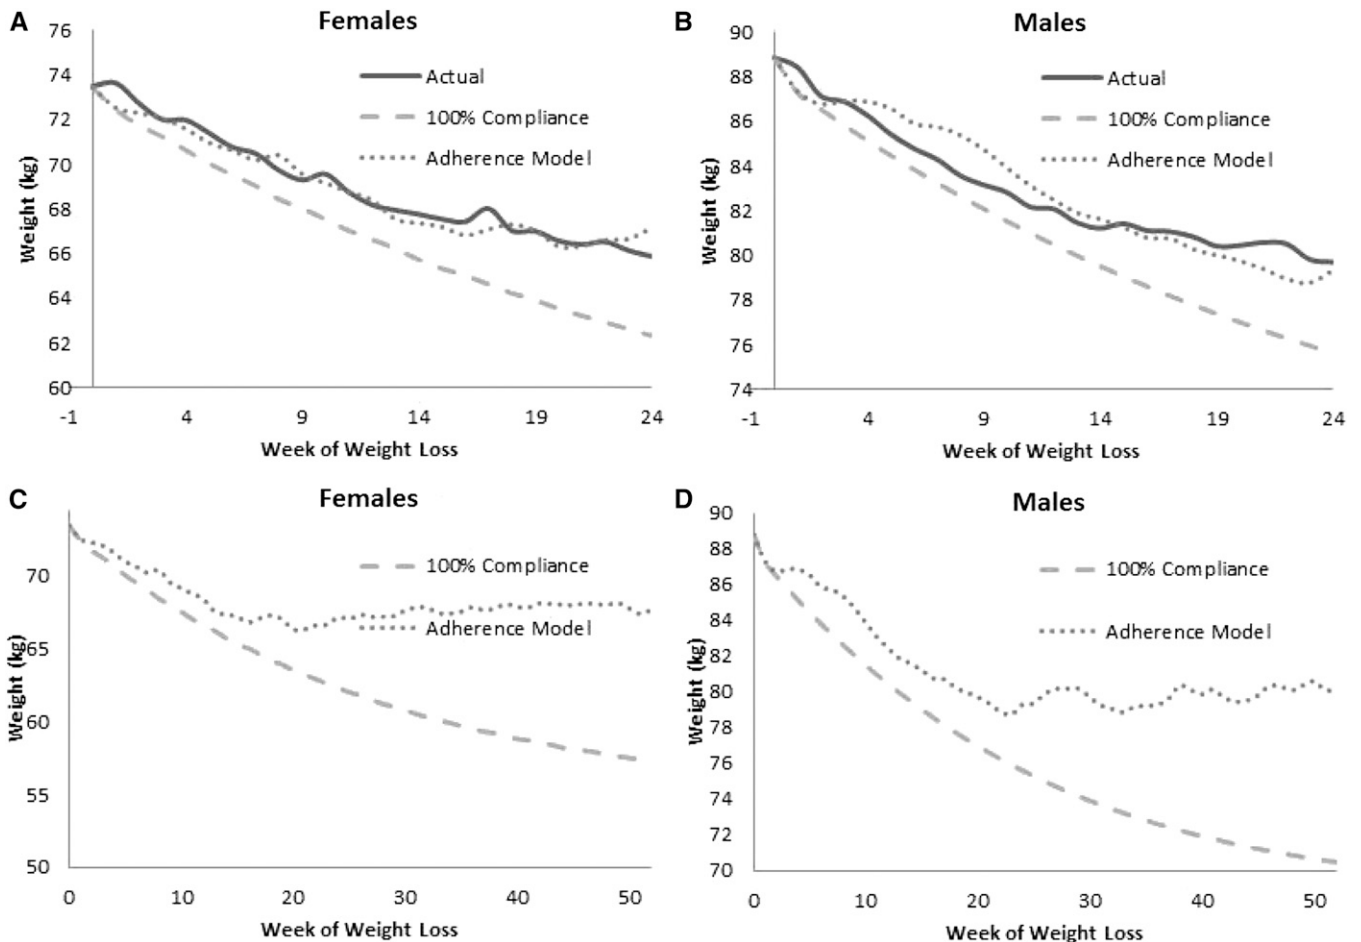 A
Females
76
74
72
70
68
66
64
62
60
Weight (kg)
Actual
100% Compliance
Adherence Model
-1 4 9 14 19 24
Week of Weight Loss
B
Males
90
88
86
84
82
80
78
76
74
Weight (kg)
Actual
100% Compliance
Adherence Model
-1 4 9 14 19 24
Week of Weight Loss
C
Females
70
65
60
55
50
Weight (kg)
100% Compliance
Adherence Model
0 10 20 30 40 50
Week of Weight Loss
D
Males
90
88
86
84
82
80
78
76
74
72
70
Weight (kg)
100% Compliance
Adherence Model
0 10 20 30 40 50
Week of Weight Loss